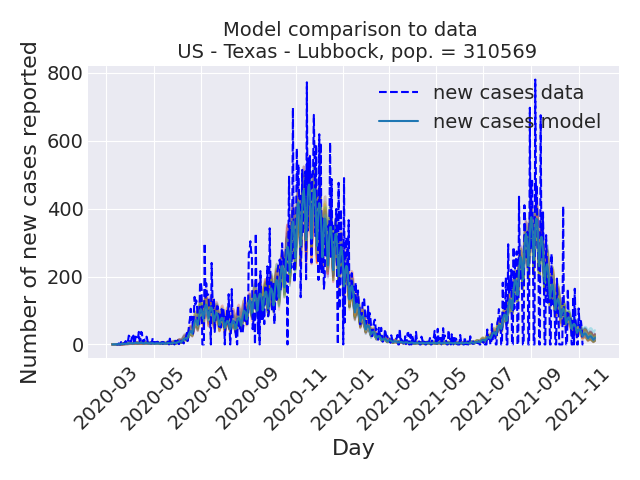 Model comparison to data
US - Texas - Lubbock, pop. = 310569
Number of new cases reported
800
600
400
200
0
new cases data
new cases model
2020-03
2020-05
2020-07
2020-09
2020-11
2021-01
2021-03
2021-05
2021-07
2021-09
2021-11
Day